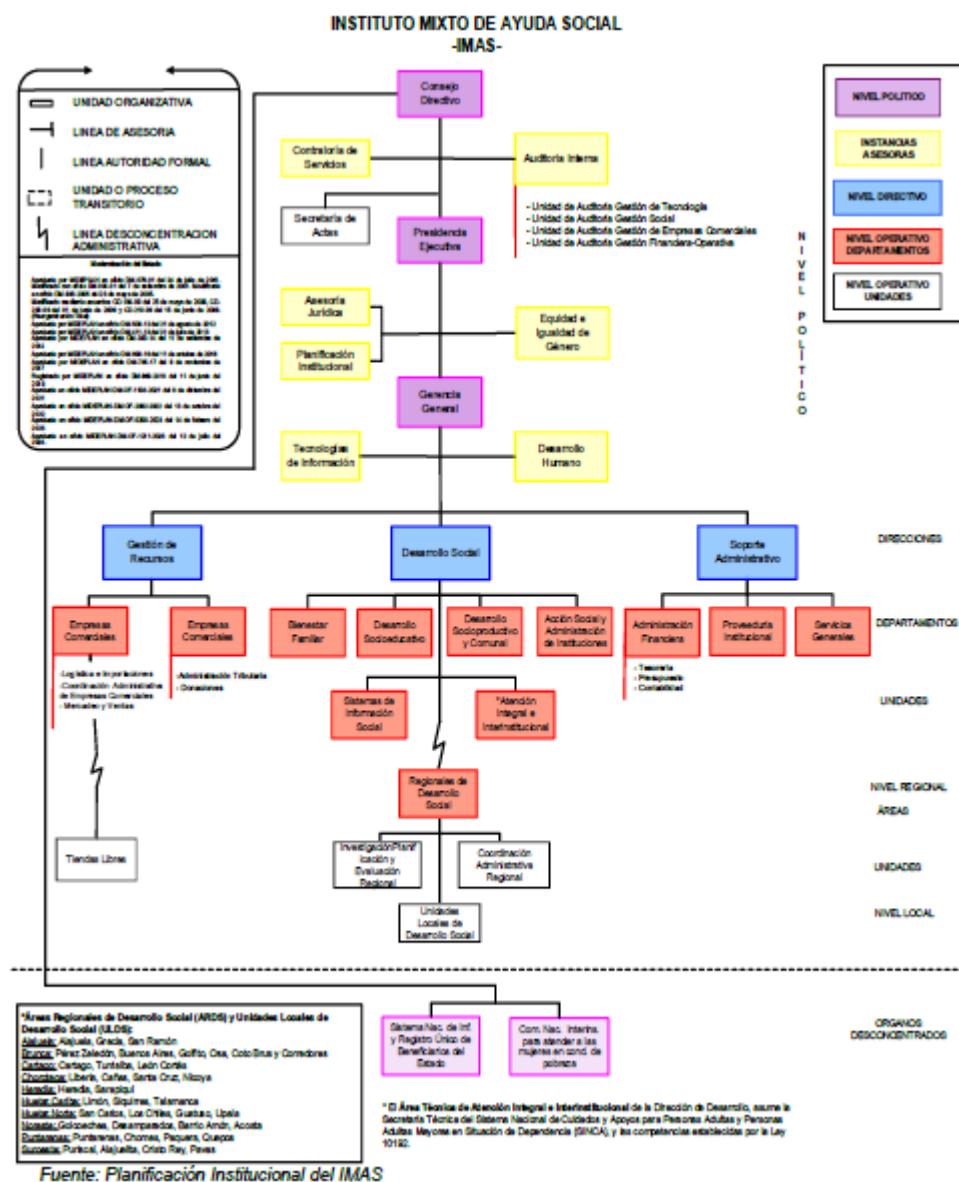 INSTITUTO MIXTO DE AYUDA SOCIAL
-IMAS-
UNIDAD ORGANIZATIVA
LINEA DE ASESORIA
LINEA AUTORIDAD FORMAL
UNIDAD O PROCESO
TRANSITORIO
LINEA DESCONCENTRACION
ADMINISTRATIVA
Modernización del Estado
NIVEL POLITICO
INSTANCIAS
ASESORAS
NIVEL DIRECTIVO
NIVEL OPERATIVO
DEPARTAMENTOS
NIVEL OPERATIVO
UNIDADES
Consejo
Directivo
Contraloría de
Servicios
Auditoría Interna
- Unidad de Auditoría Gestión de Tecnología
- Unidad de Auditoría Gestión Social
- Unidad de Auditoría Gestión de Empresas Comerciales
- Unidad de Auditoría Gestión Financiera-Operativa
Secretaría de
Actas
Presidencia
Ejecutiva
NIVEL POLÍTICO
Asesoría
Jurídica
Equidad e
Igualdad de
Género
Planificación
Institucional
Gerencia
General
Tecnologías
de Información
Desarrollo
Humano
Gestión de
Recursos
Desarrollo Social
Soporte
Administrativo
DIRECCIONES
Empresas
Comerciales
Empresas
Comerciales
Bienestar
Familiar
Desarrollo
Socioeducativo
Desarrollo
Socioproductivo
y Comunal
Acción Social y
Administración
de Instituciones
Administración
Financiera
Proveeduría
Institucional
Servicios
Generales
DEPARTAMENTOS
-Logística e Importaciones
-Coordinación Administrativa
de Empresas Comerciales
- Mercadeo y Ventas
-Administración Tributaria
- Donaciones
- Tesorería
- Presupuesto
- Contabilidad
Sistemas de
Información
Social
*Atención
Integral e
Interinstitucional
UNIDADES
Regionales de
Desarrollo
Social
NIVEL REGIONAL
ÁREAS
Tiendas Libres
InvestigaciónPlanif
icación y
Evaluación
Regional
Coordinación
Administrativa
Regional
UNIDADES
Unidades
Locales de
Desarrollo Social
NIVEL LOCAL
*Áreas Regionales de Desarrollo Social (ARDS) y Unidades Locales de
Desarrollo Social (ULDS):
Alajuela: Alajuela, Grecia, San Ramón
Brunca: Pérez Zeledón, Buenos Aires, Golfito, Osa, Coto Brus y Corredores
Cartago: Cartago, Turrialba, León Cortés
Chorotega: Liberia, Cañas, Santa Cruz, Nicoya
Heredia: Heredia, Sarapiquí
Huetar Caribe: Limón, Siquirres, Talamanca
Huetar Norte: San Carlos, Los Chiles, Guatuso, Upala
Noreste: Goicoechea, Desamparados, Barrio Amón, Acosta
Puntarenas: Puntarenas, Chomes, Paquera, Quepos
Suroeste: Puriscal, Alajuelita, Cristo Rey, Pavas
Sistema Nac. de Inf.
y Registro Único de
Beneficiarios del
Estado
Com. Nac. Interins.
para atender a las
mujeres en cond. de
pobreza
ORGANOS
DESCONCENTRADOS
* El Área Técnica de Atención Integral e Interinstitucional de la Dirección de Desarrollo, asume la
Secretaría Técnica del Sistema Nacional de Cuidados y Apoyos para Personas Adultas y Personas
Adultas Mayores en Situación de Dependencia (SINCA), y las competencias establecidas por la Ley
10192.
Fuente: Planificación Institucional del IMAS